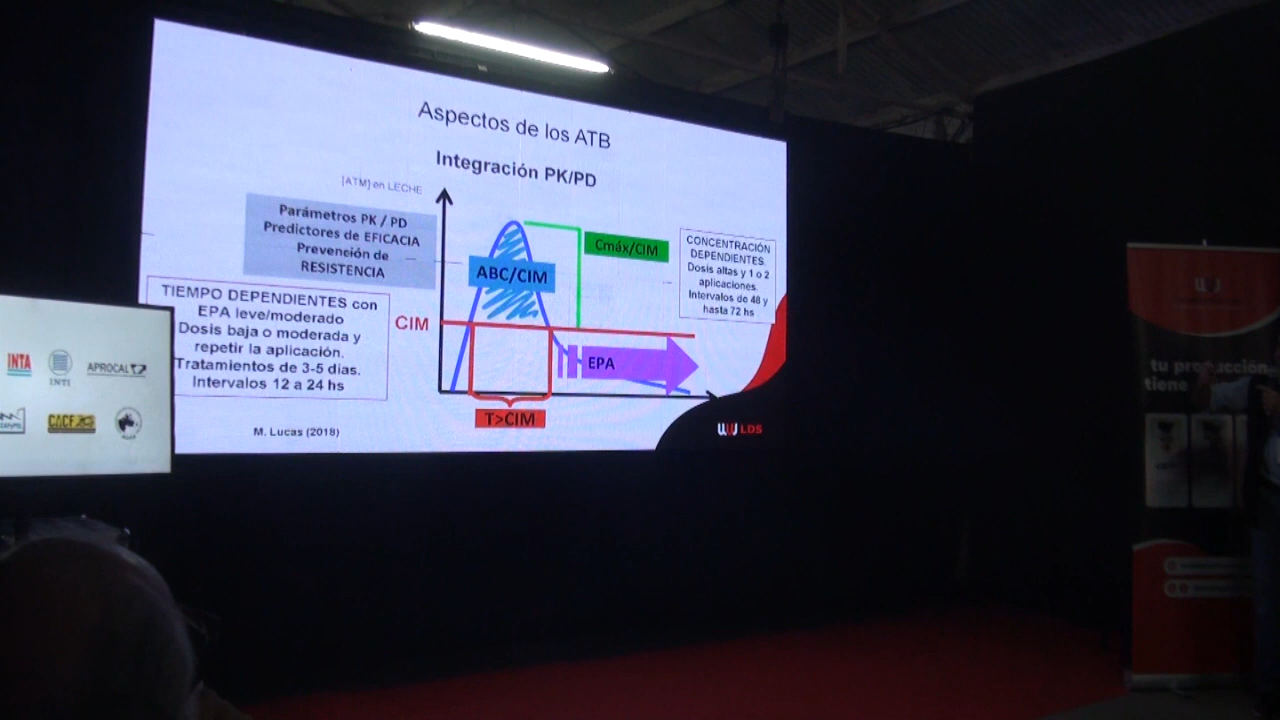 Aspectos de los ATB
Integración PK/PD
[ATM] en LECHE
Parámetros PK / PD
Predictores de EFICACIA
Prevención de
RESISTENCIA
TIEMPO DEPENDIENTES con
EPA leve/moderado
Dosis baja o moderada y
repetir la aplicación.
Tratamientos de 3-5 días.
Intervalos 12 a 24 hs
CIM
ABC/CIM
Cmáx/CIM
EPA
T>CIM
CONCENTRACIÓN
DEPENDIENTES.
Dosis altas y 1 o 2
aplicaciones.
Intervalos de 48 y
hasta 72 hs
M. Lucas (2018)
LDS
INTA
INTI
APROCAL
CACF
tu producción
tiene